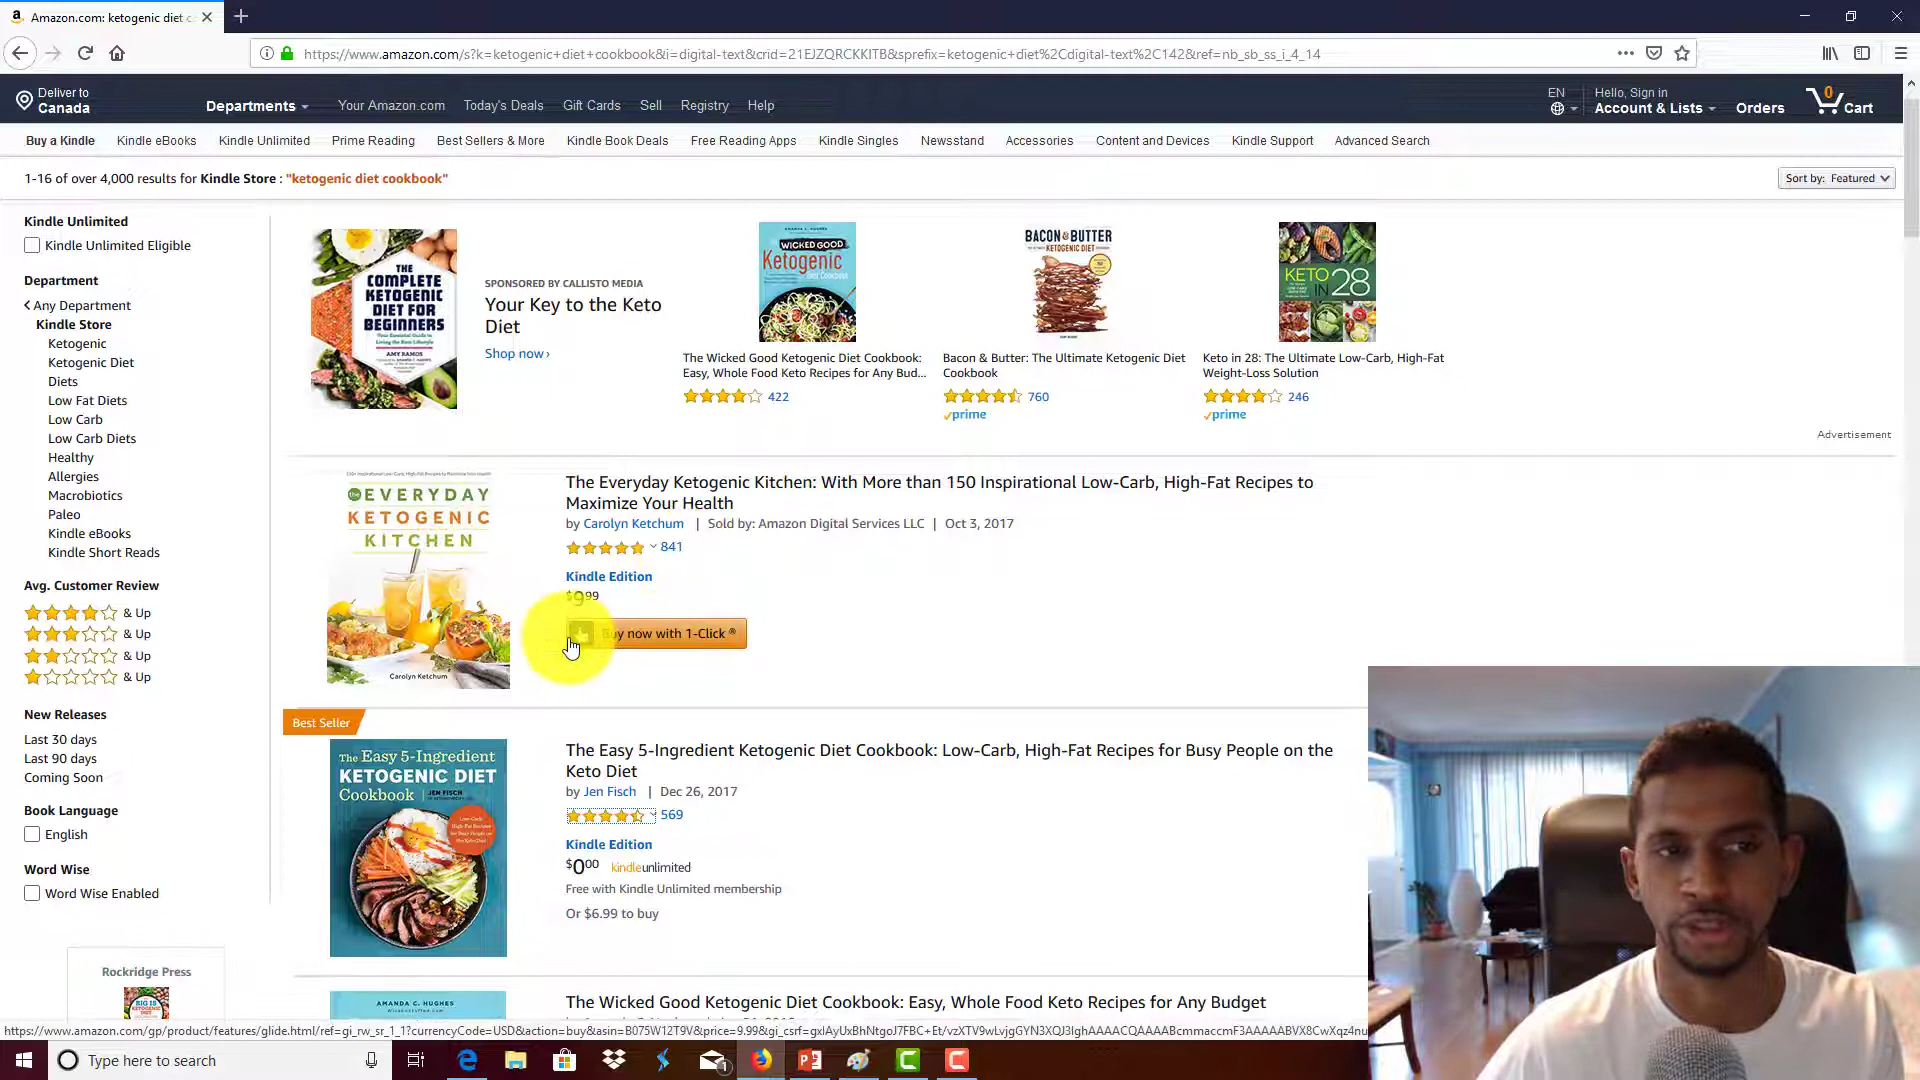 Amazon.com: ketogenic diet c
https://www.amazon.com/s?k=ketogenic+diet+cookbook&i=digital-text&crid=21EJZQRCKKITB&sprefix=ketogenic+diet%2Cdigital-text%2C142&ref=nb_sb_ss_i_4_14
Deliver to
Canada
Departments
Your Amazon.com
Today's Deals
Gift Cards
Sell
Registry
Help
EN
Hello, Sign in
Account & Lists
Orders
0
Cart
Buy a Kindle
Kindle eBooks
Kindle Unlimited
Prime Reading
Best Sellers & More
Kindle Book Deals
Free Reading Apps
Kindle Singles
Newsstand
Accessories
Content and Devices
Kindle Support
Advanced Search
1-16 of over 4,000 results for Kindle Store : "ketogenic diet cookbook"
Sort by: Featured
Kindle Unlimited
Kindle Unlimited Eligible
Department
Any Department
Kindle Store
Ketogenic
Ketogenic Diet
Diets
Low Fat Diets
Low Carb
Low Carb Diets
Healthy
Allergies
Macrobiotics
Paleo
Kindle eBooks
Kindle Short Reads
Avg. Customer Review
& Up
& Up
& Up
& Up
New Releases
Last 30 days
Last 90 days
Coming Soon
Book Language
English
Word Wise
Word Wise Enabled
Rockridge Press
THE
COMPLETE
KETOGENIC
DIET FOR
BEGINNERS
AMY RAMOS
SPONSORED BY CALLISTO MEDIA
Your Key to the Keto
Diet
Shop now ›
AMANDA C. HUGHES
WICKED GOOD
Ketogenic
Diet Cookbook
The Wicked Good Ketogenic Diet Cookbook:
Easy, Whole Food Keto Recipes for Any Bud...
422
BACON & BUTTER
Bacon & Butter: The Ultimate Ketogenic Diet
Cookbook
760
prime
KETO
IN 28
Keto in 28: The Ultimate Low-Carb, High-Fat
Weight-Loss Solution
246
prime
Advertisement
the EVERYDAY
KETOGENIC
KITCHEN
Carolyn Ketchum
The Everyday Ketogenic Kitchen: With More than 150 Inspirational Low-Carb, High-Fat Recipes to
Maximize Your Health
by Carolyn Ketchum | Sold by: Amazon Digital Services LLC | Oct 3, 2017
841
Kindle Edition
$9.99
Buy now with 1-Click ®
Best Seller
The Easy 5-Ingredient
KETOGENIC DIET
Cookbook
JEN FISCH
The Easy 5-Ingredient Ketogenic Diet Cookbook: Low-Carb, High-Fat Recipes for Busy People on the
Keto Diet
by Jen Fisch | Dec 26, 2017
569
Kindle Edition
$0.00 kindleunlimited
Free with Kindle Unlimited membership
Or $6.99 to buy
AMANDA C. HUGHES
The Wicked Good Ketogenic Diet Cookbook: Easy, Whole Food Keto Recipes for Any Budget
Type here to search